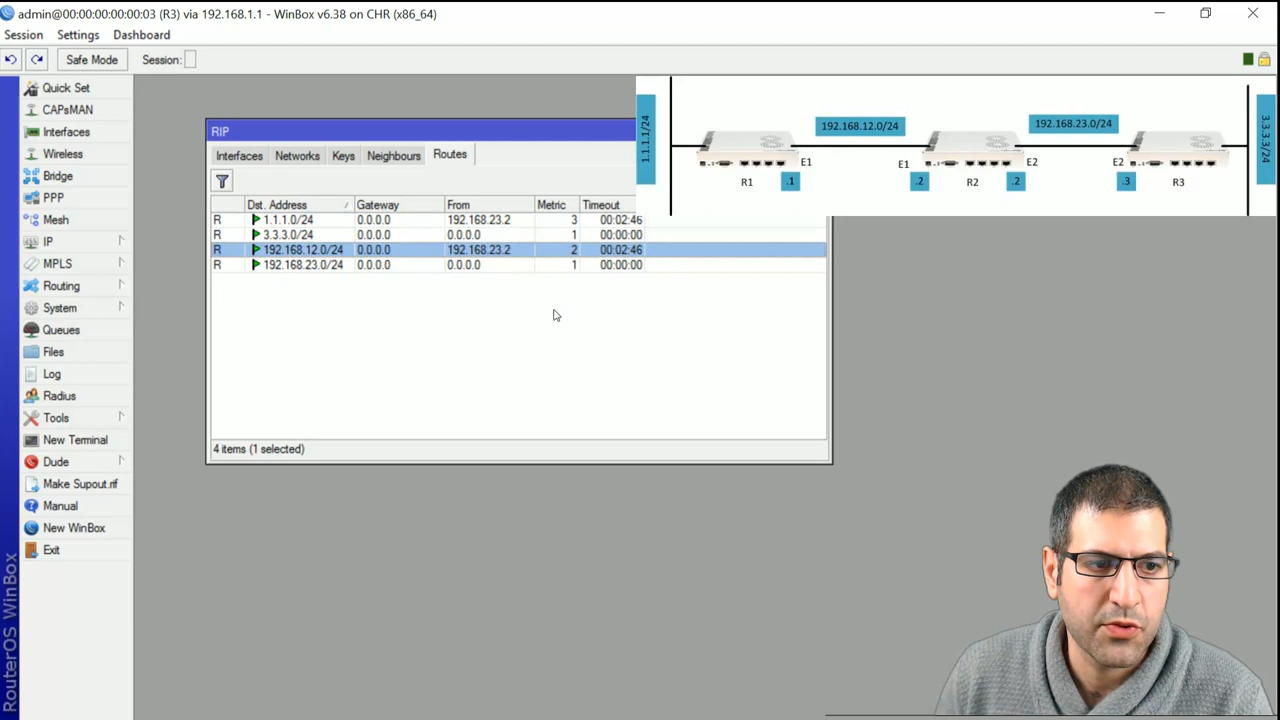 admin@00:00:00:00:00:03 (R3) via 192.168.1.1 - WinBox v6.38 on CHR (x86_64)
Session Settings Dashboard
Safe Mode Session:
Quick Set
CAPsMAN
Interfaces
Wireless
Bridge
PPP
Mesh
IP
MPLS
Routing
System
Queues
Files
Log
Radius
Tools
New Terminal
Dude
Make Supout.rif
Manual
New WinBox
Exit
RouterOS WinBox
RIP
Interfaces Networks Keys Neighbours Routes
Dst. Address / Gateway From Metric Timeout
R 1.1.1.0/24 0.0.0.0 192.168.23.2 3 00:02:46
R 3.3.3.0/24 0.0.0.0 0.0.0.0 1 00:00:00
R 192.168.12.0/24 0.0.0.0 192.168.23.2 2 00:02:46
R 192.168.23.0/24 0.0.0.0 0.0.0.0 1 00:00:00
4 items (1 selected)
1.1.1.1/24
192.168.12.0/24
192.168.23.0/24
3.3.3.3/24
E1 E1 E2 E2
R1 .1 .2 R2 .2 .3 R3